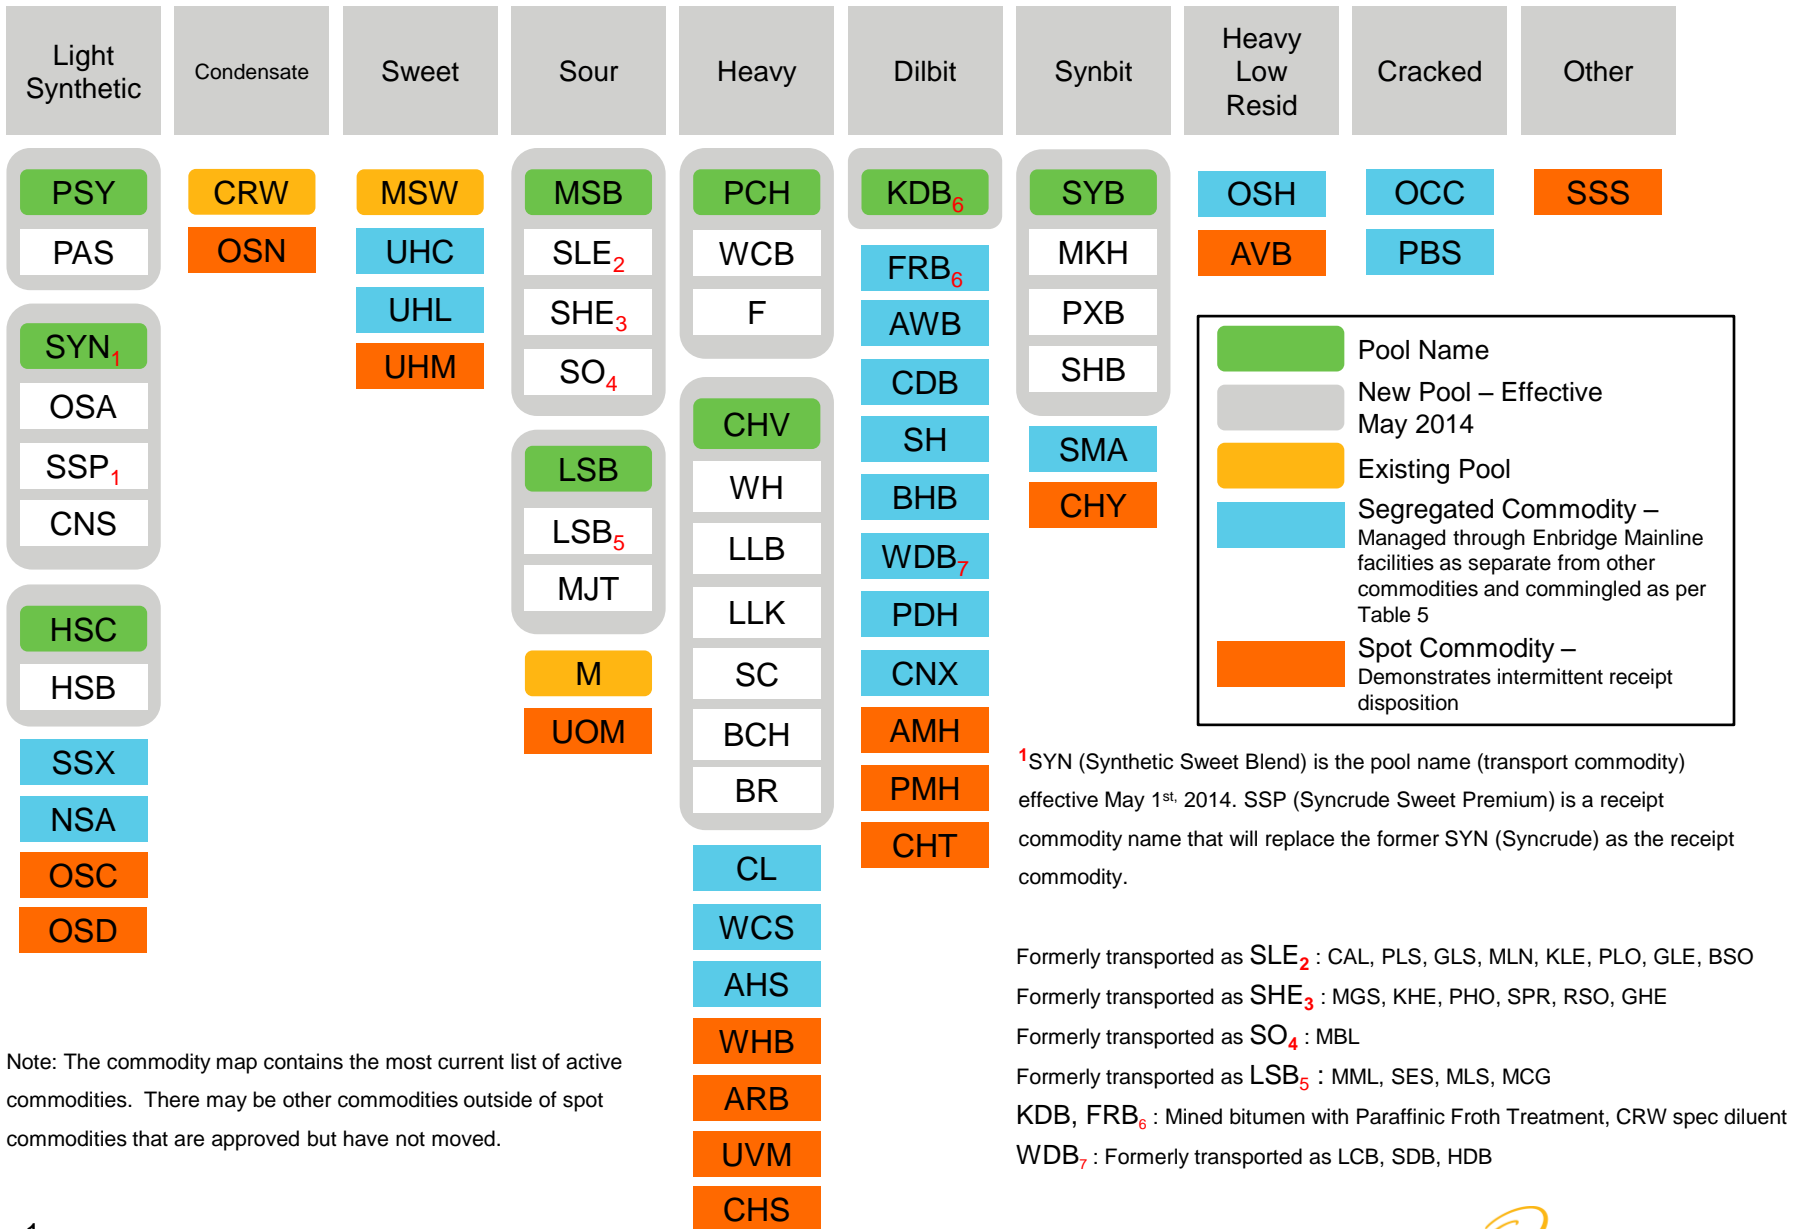 Light
Synthetic
Condensate
Sweet
Sour
Heavy
Dilbit
Synbit
Heavy
Low
Resid
Cracked
Other
PSY
PAS
SYN1
OSA
SSP1
CNS
HSC
HSB
SSX
NSA
OSC
OSD
CRW
OSN
MSW
UHC
UHL
UHM
MSB
SLE2
SHE3
SO4
LSB
LSB5
MJT
M
UOM
PCH
WCB
F
CHV
WH
LLB
LLK
SC
BCH
BR
CL
WCS
AHS
WHB
ARB
UVM
CHS
KDB6
FRB6
AWB
CDB
SH
BHB
WDB7
PDH
CNX
AMH
PMH
CHT
SYB
MKH
PXB
SHB
SMA
CHY
OSH
AVB
OCC
PBS
SSS
Pool Name
New Pool – Effective
May 2014
Existing Pool
Segregated Commodity –
Managed through Enbridge Mainline
facilities as separate from other
commodities and commingled as per
Table 5
Spot Commodity –
Demonstrates intermittent receipt
disposition
1SYN (Synthetic Sweet Blend) is the pool name (transport commodity)
effective May 1st, 2014. SSP (Syncrude Sweet Premium) is a receipt
commodity name that will replace the former SYN (Syncrude) as the receipt
commodity.
Formerly transported as SLE2 : CAL, PLS, GLS, MLN, KLE, PLO, GLE, BSO
Formerly transported as SHE3 : MGS, KHE, PHO, SPR, RSO, GHE
Formerly transported as SO4 : MBL
Formerly transported as LSB5 : MML, SES, MLS, MCG
KDB, FRB6 : Mined bitumen with Paraffinic Froth Treatment, CRW spec diluent
WDB7 : Formerly transported as LCB, SDB, HDB
Note: The commodity map contains the most current list of active
commodities. There may be other commodities outside of spot
commodities that are approved but have not moved.